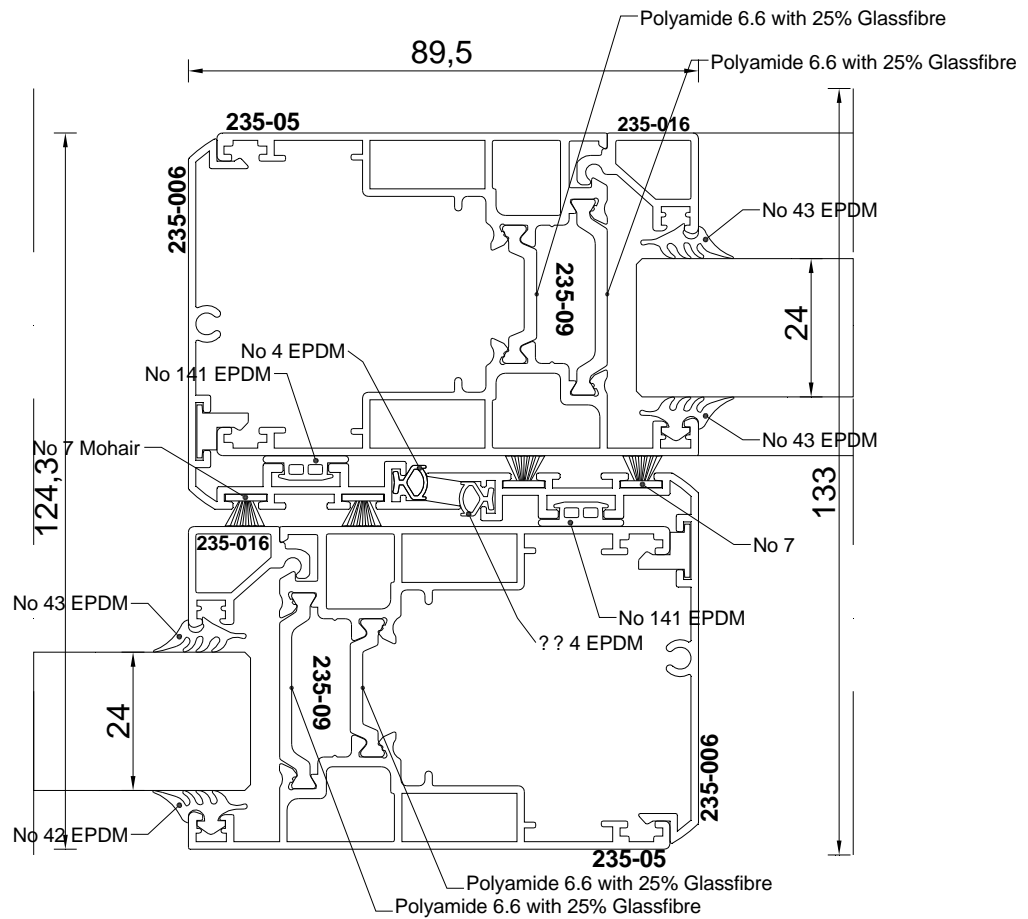 Polyamide 6.6 with 25% Glassfibre
89,5
Polyamide 6.6 with 25% Glassfibre
235-05
235-016
235-006
No 43 EPDM
235-09
24
No 4 EPDM
No 141 EPDM
No 43 EPDM
No 7 Mohair
124,3
133
235-016
No 7
No 43 EPDM
No 141 EPDM
? ? 4 EPDM
24
235-09
235-006
No 42 EPDM
235-05
Polyamide 6.6 with 25% Glassfibre
Polyamide 6.6 with 25% Glassfibre